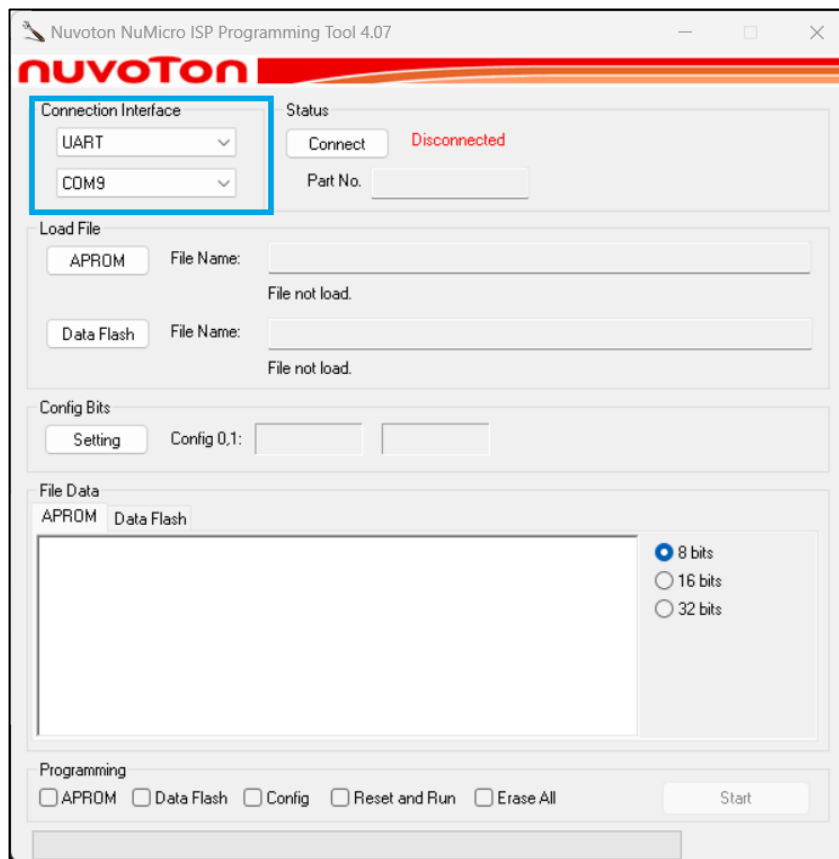 Nuvoton NuMicro ISP Programming Tool 4.07
nuvoTon
Connection Interface
UART
COM9
Status
Connect
Disconnected
Part No.
Load File
APROM
File Name:
File not load.
Data Flash
File Name:
File not load.
Config Bits
Setting
Config 0,1:
File Data
APROM
Data Flash
8 bits
16 bits
32 bits
Programming
APROM
Data Flash
Config
Reset and Run
Erase All
Start